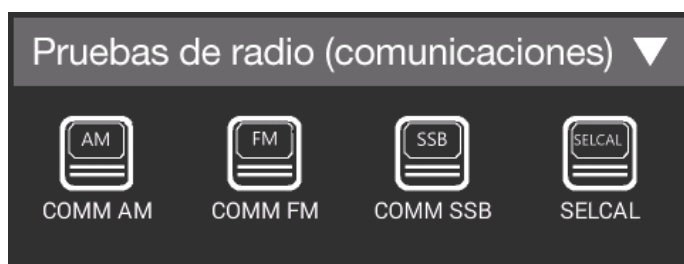 Pruebas de radio (comunicaciones)
AM FM SSB SELCAL
COMM AM COMM FM COMM SSB SELCAL